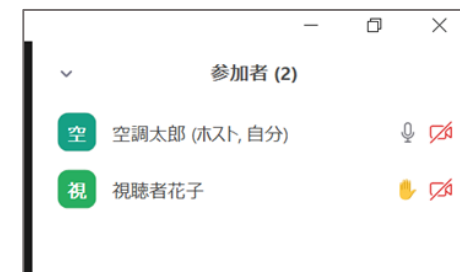 参加者 (2)
空 空調太郎 (ホスト, 自分)
視 視聴者花子